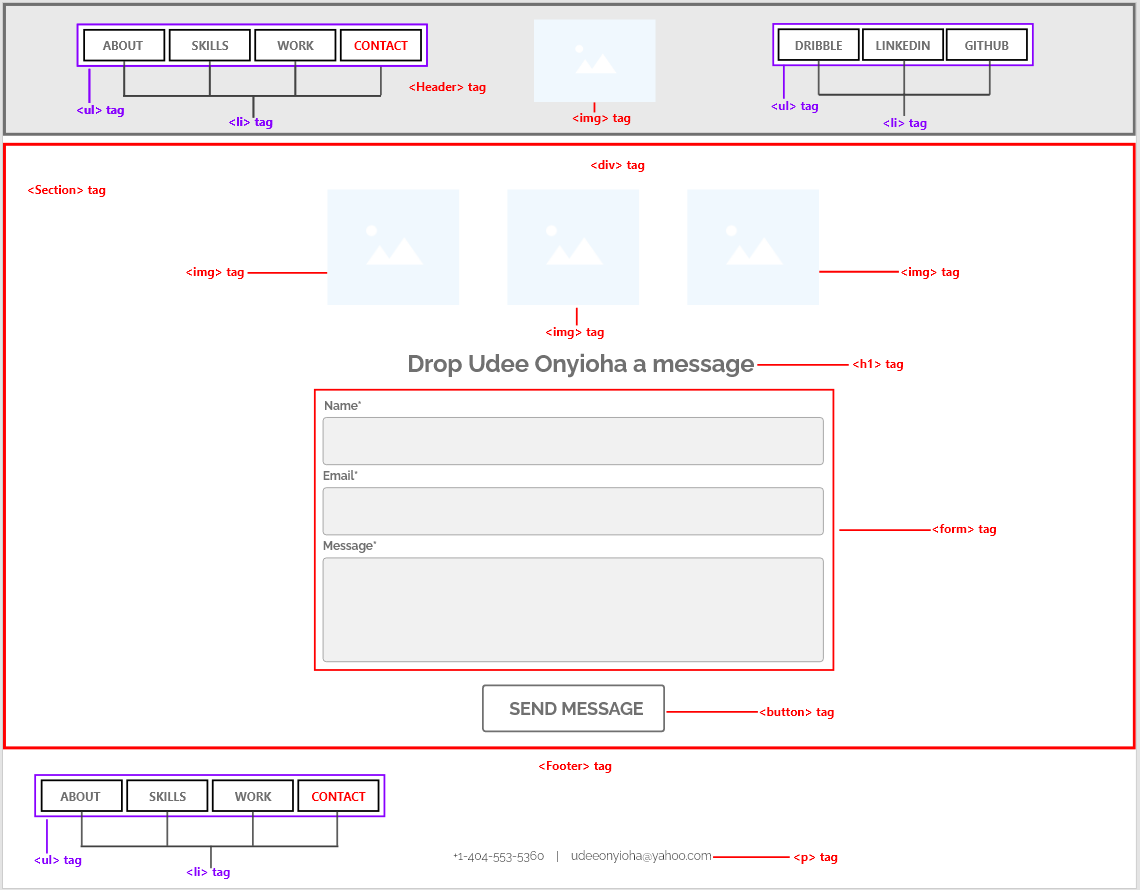 ABOUT SKILLS WORK CONTACT
DRIBBLE LINKEDIN GITHUB
<Header> tag
<ul> tag
<li> tag
<img> tag
<ul> tag
<li> tag
<div> tag
<Section> tag
<img> tag
<img> tag
<img> tag
Drop Udee Onyioha a message
<h1> tag
Name*
Email*
<form> tag
Message*
SEND MESSAGE
<button> tag
<Footer> tag
ABOUT SKILLS WORK CONTACT
<ul> tag
<li> tag
+1-404-553-5360 | udeeonyioha@yahoo.com
<p> tag